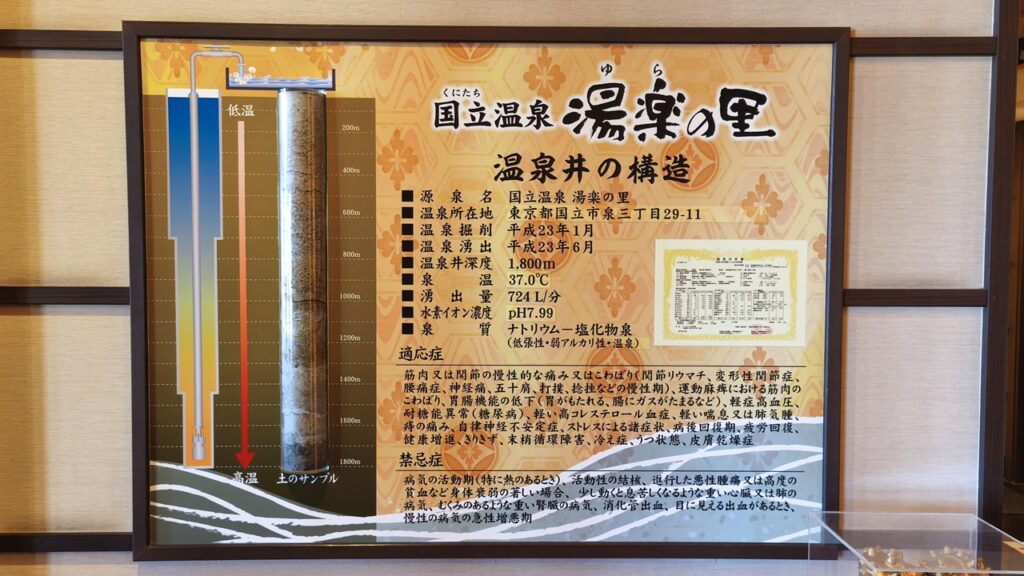 くにたち
国立温泉
ゆら
湯楽の里
温泉井の構造
■ 源泉名 国立温泉 湯楽の里
■ 温泉所在地 東京都国立市泉三丁目29-11
■ 温泉掘削 平成23年1月
■ 温泉湧出 平成23年6月
■ 温泉井深度 1,800m
■ 泉温 37.0℃
■ 湧出量 724 L/分
■ 水素イオン濃度 pH7.99
■ 泉質 ナトリウム－塩化物泉
(低張性・弱アルカリ性・温泉)
適応症
筋肉又は関節の慢性的な痛み又はこわばり(関節リウマチ、変形性関節症、
腰痛症、神経痛、五十肩、打撲、捻挫などの慢性期)、運動麻痺における筋肉の
こわばり、胃腸機能の低下(胃がもたれる、腸にガスがたまるなど)、軽症高血圧、
耐糖能異常(糖尿病)、軽い高コレステロール血症、軽い喘息又は肺気腫、
痔の痛み、自律神経不安定症、ストレスによる諸症状、病後回復期、疲労回復、
健康増進、きりきず、末梢循環障害、冷え症、うつ状態、皮膚乾燥症
禁忌症
病気の活動期(特に熱のあるとき)、活動性の結核、進行した悪性腫瘍又は高度の
貧血など身体衰弱の著しい場合、少し動くと息苦しくなるような重い心臓又は肺の
病気、むくみのあるような重い腎臓の病気、消化管出血、目に見える出血があるとき、
慢性の病気の急性増悪期
低温
200m
400m
600m
800m
1000m
1200m
1400m
1600m
1800m
高温
土のサンプル